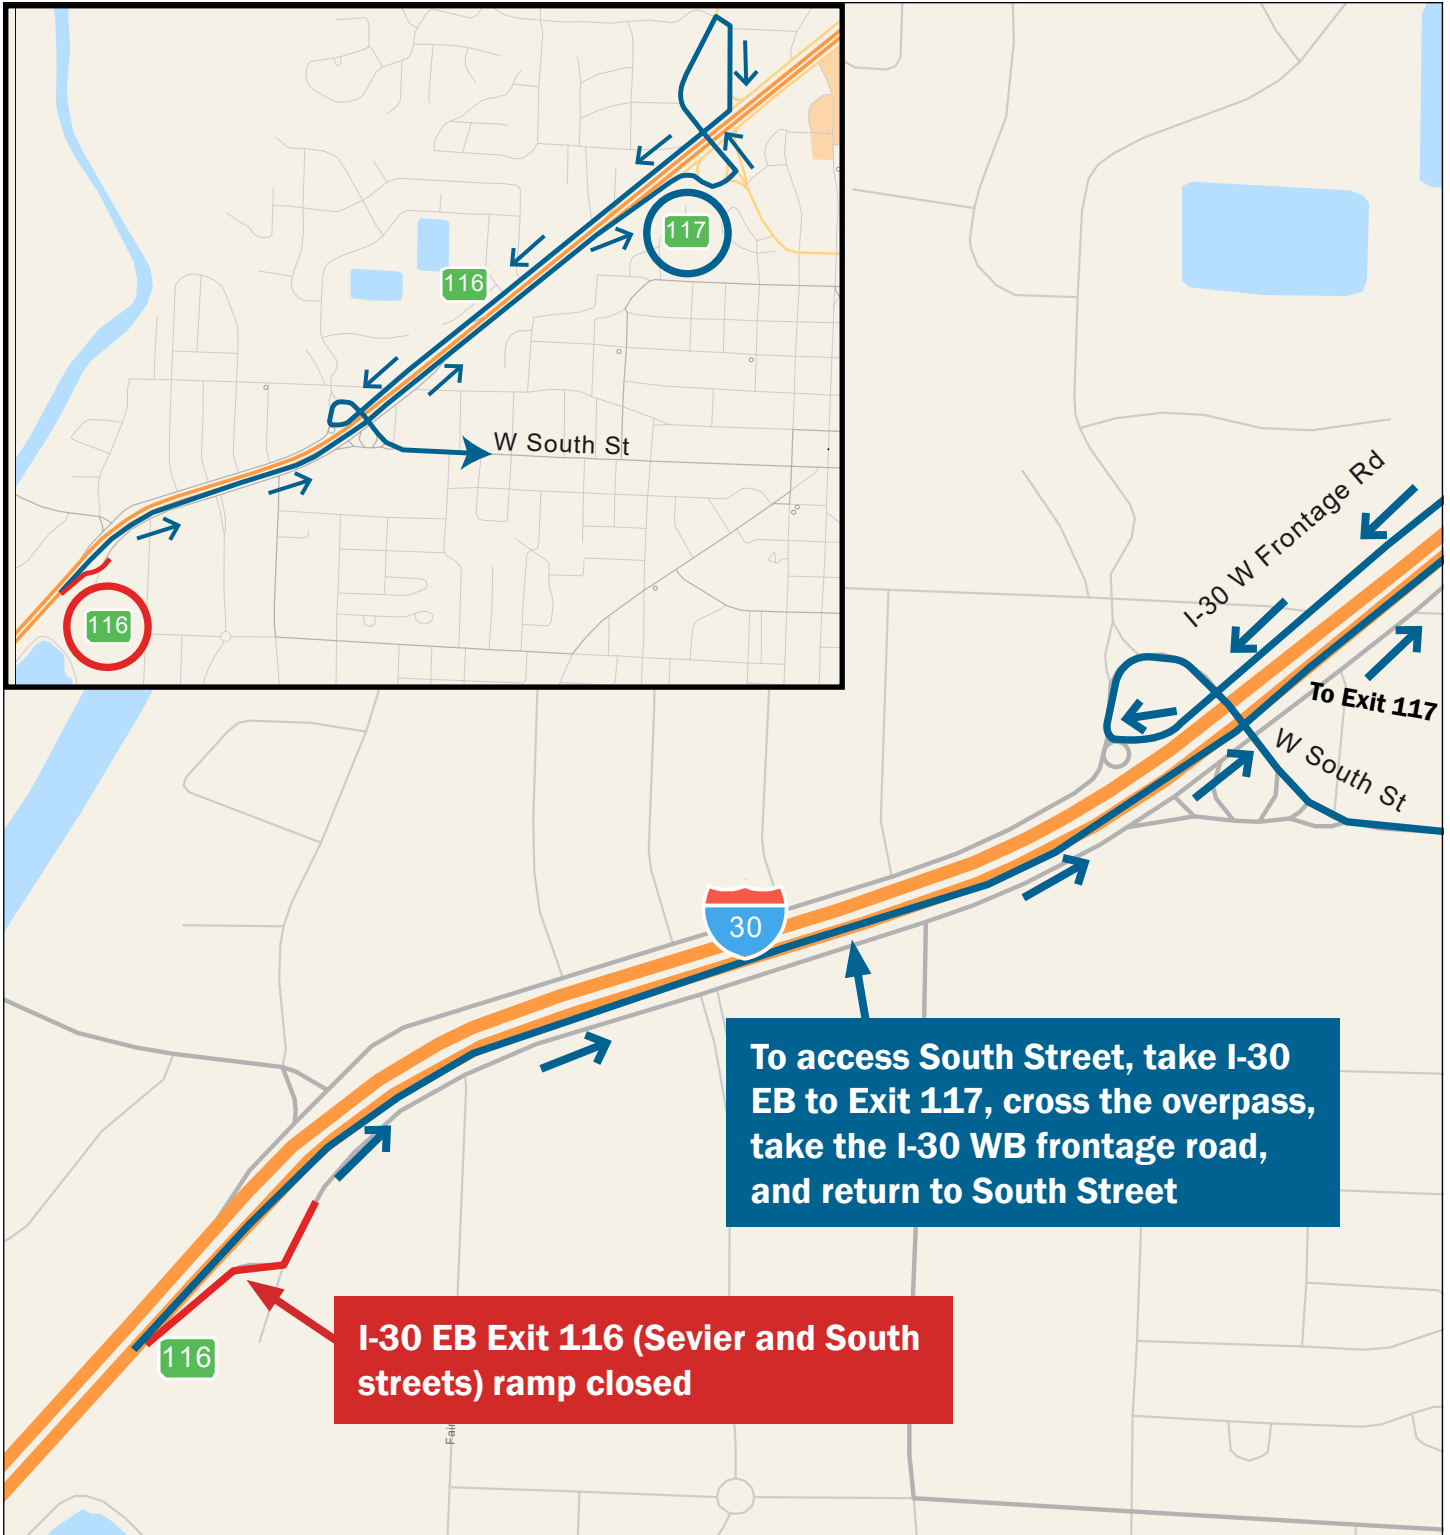 117
116
W South St
116
I-30 W Frontage Rd
To Exit 117
W South St
30
To access South Street, take I-30
EB to Exit 117, cross the overpass,
take the I-30 WB frontage road,
and return to South Street
I-30 EB Exit 116 (Sevier and South
streets) ramp closed
116